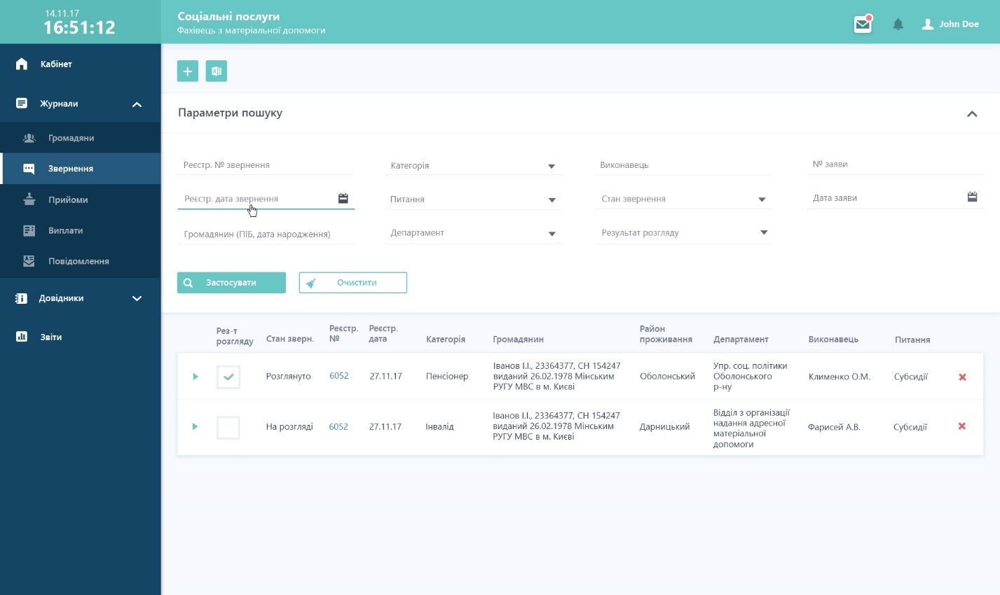 14.11.17
16:51:12
Соціальні послуги
Фахівець з матеріальної допомоги
John Doe
Кабінет
Журнали
Громадяни
Звернення
Прийоми
Виплати
Повідомлення
Довідники
Звіти
Параметри пошуку
Реєстр. № звернення
Категорія
Виконавець
№ заяви
Реєстр. дата звернення
Питання
Стан звернення
Дата заяви
Громадянин (ПІБ, дата народження)
Департамент
Результат розгляду
Застосувати
Очистити
Рез-т
розгляду
Стан зверн.
Реєстр.
№
Реєстр.
дата
Категорія
Громадянин
Район
проживання
Департамент
Виконавець
Питання
Розглянуто
6052
27.11.17
Пенсіонер
Іванов І.І., 23364377, СН 154247
виданий 26.02.1978 Мінським
РУГУ МВС в м. Києві
Оболонський
Упр. соц. політики
Оболонського
р-ну
Клименко О.М.
Субсидії
На розгляді
6052
27.11.17
Інвалід
Іванов І.І., 23364377, СН 154247
виданий 26.02.1978 Мінським
РУГУ МВС в м. Києві
Дарницький
Відділ з організації
надання адресної
матеріальної
допомоги
Фарисей А.В.
Субсидії